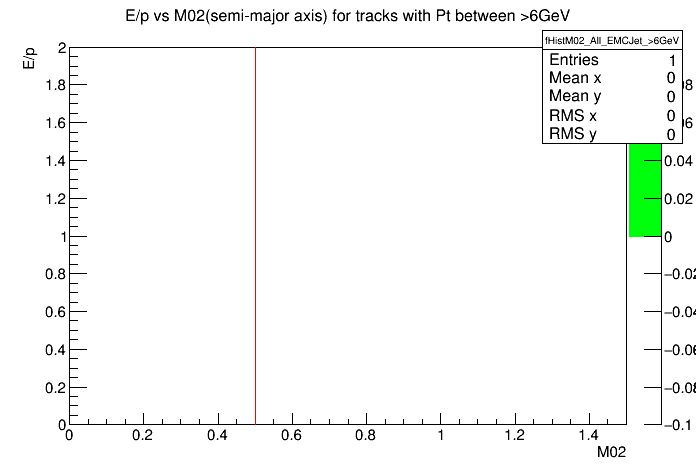 E/p vs M02(semi-major axis) for tracks with Pt between >6GeV
fHistM02_All_EMCJet_>6GeV
Entries 1
Mean x 0
Mean y 0
RMS x 0
RMS y 0
E/p
2
1.8
1.6
1.4
1.2
1
0.8
0.6
0.4
0.2
0
0 0.2 0.4 0.6 0.8 1 1.2 1.4
M02
0.04
0.02
0
−0.02
−0.04
−0.06
−0.08
−0.1